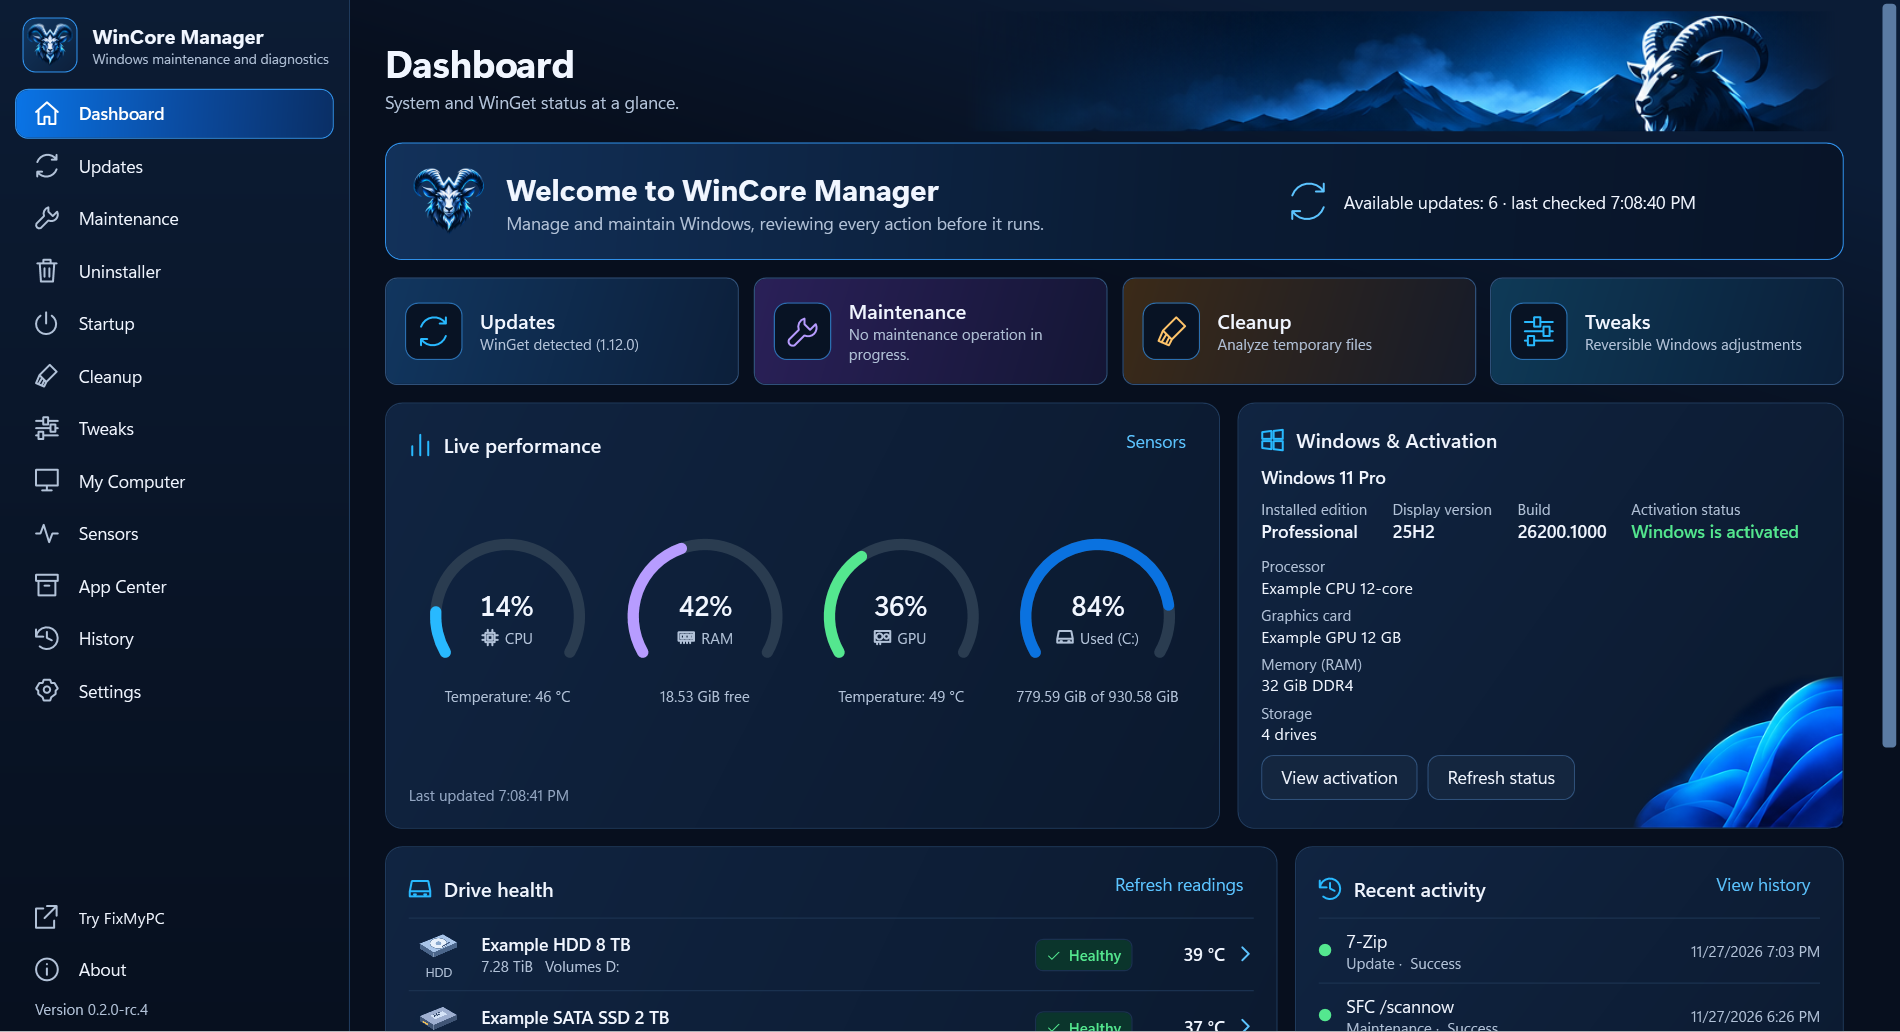 WinCore Manager
Windows maintenance and diagnostics
Dashboard
Updates
Maintenance
Uninstaller
Startup
Cleanup
Tweaks
My Computer
Sensors
App Center
History
Settings
Try FixMyPC
About
Version 0.2.0-rc.4
Dashboard
System and WinGet status at a glance.
Welcome to WinCore Manager
Manage and maintain Windows, reviewing every action before it runs.
Available updates: 6 · last checked 7:08:40 PM
Updates
WinGet detected (1.12.0)
Maintenance
No maintenance operation in
progress.
Cleanup
Analyze temporary files
Tweaks
Reversible Windows adjustments
Live performance
Sensors
14%
CPU
Temperature: 46 °C
42%
RAM
18.53 GiB free
36%
GPU
Temperature: 49 °C
84%
Used (C:)
779.59 GiB of 930.58 GiB
Last updated 7:08:41 PM
Windows & Activation
Windows 11 Pro
Installed edition
Professional
Display version
25H2
Build
26200.1000
Activation status
Windows is activated
Processor
Example CPU 12-core
Graphics card
Example GPU 12 GB
Memory (RAM)
32 GiB DDR4
Storage
4 drives
View activation
Refresh status
Drive health
Refresh readings
HDD
Example HDD 8 TB
7.28 TiB Volumes D:
Healthy
39 °C
Example SATA SSD 2 TB
Healthy
37 °C
Recent activity
View history
7-Zip
Update · Success
11/27/2026 7:03 PM
SFC /scannow
Maintenance · Success
11/27/2026 6:26 PM